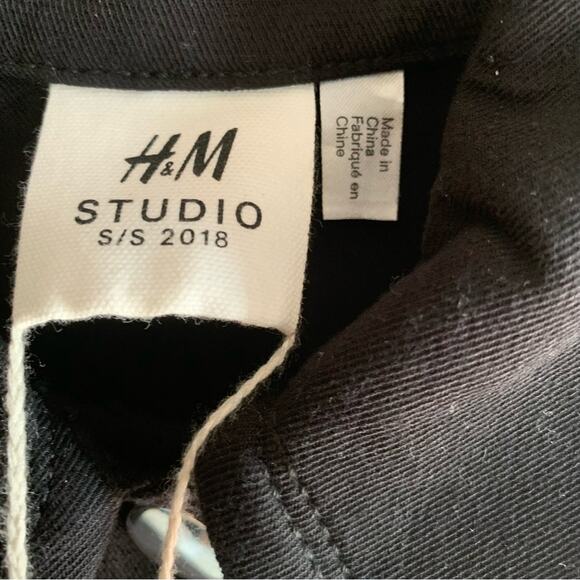 H&M
STUDIO
S/S 2018
Made in
China
Fabriqué en
Chine